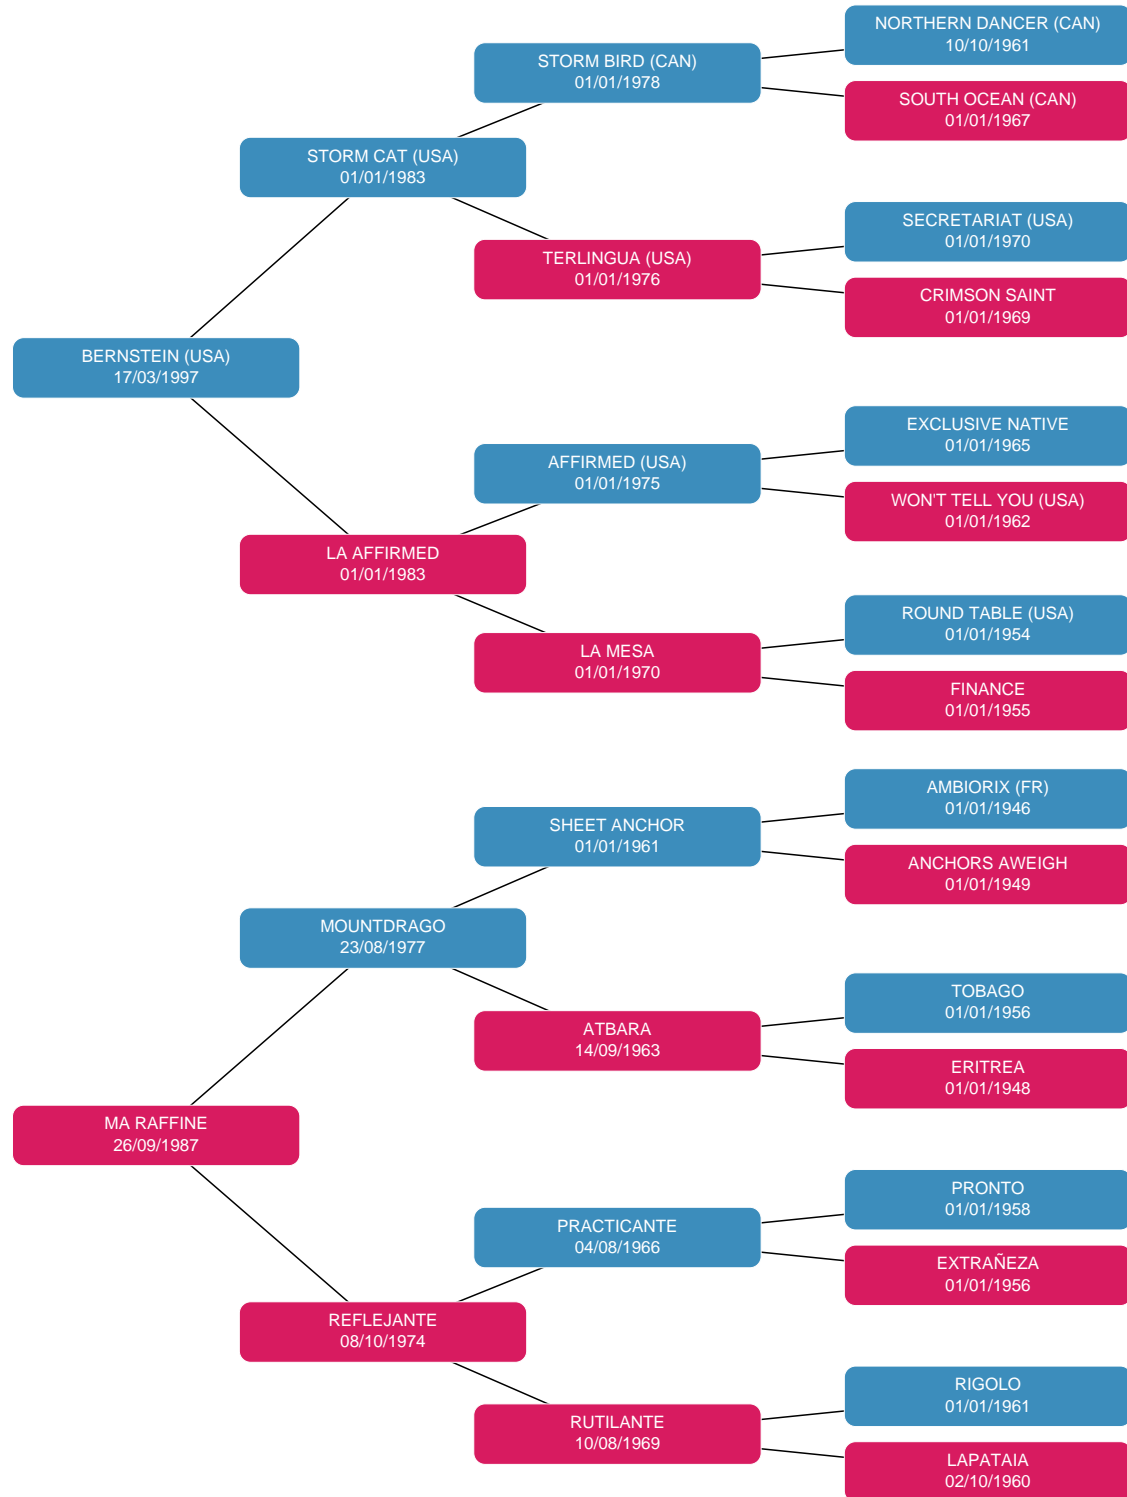 NORTHERN DANCER (CAN)
10/10/1961
STORM BIRD (CAN)
01/01/1978
SOUTH OCEAN (CAN)
01/01/1967
STORM CAT (USA)
01/01/1983
SECRETARIAT (USA)
01/01/1970
TERLINGUA (USA)
01/01/1976
CRIMSON SAINT
01/01/1969
BERNSTEIN (USA)
17/03/1997
EXCLUSIVE NATIVE
01/01/1965
AFFIRMED (USA)
01/01/1975
WON'T TELL YOU (USA)
01/01/1962
LA AFFIRMED
01/01/1983
ROUND TABLE (USA)
01/01/1954
LA MESA
01/01/1970
FINANCE
01/01/1955
AMBIORIX (FR)
01/01/1946
SHEET ANCHOR
01/01/1961
ANCHORS AWEIGH
01/01/1949
MOUNTDRAGO
23/08/1977
TOBAGO
01/01/1956
ATBARA
14/09/1963
ERITREA
01/01/1948
MA RAFFINE
26/09/1987
PRONTO
01/01/1958
PRACTICANTE
04/08/1966
EXTRAÑEZA
01/01/1956
REFLEJANTE
08/10/1974
RIGOLO
01/01/1961
RUTILANTE
10/08/1969
LAPATAIA
02/10/1960